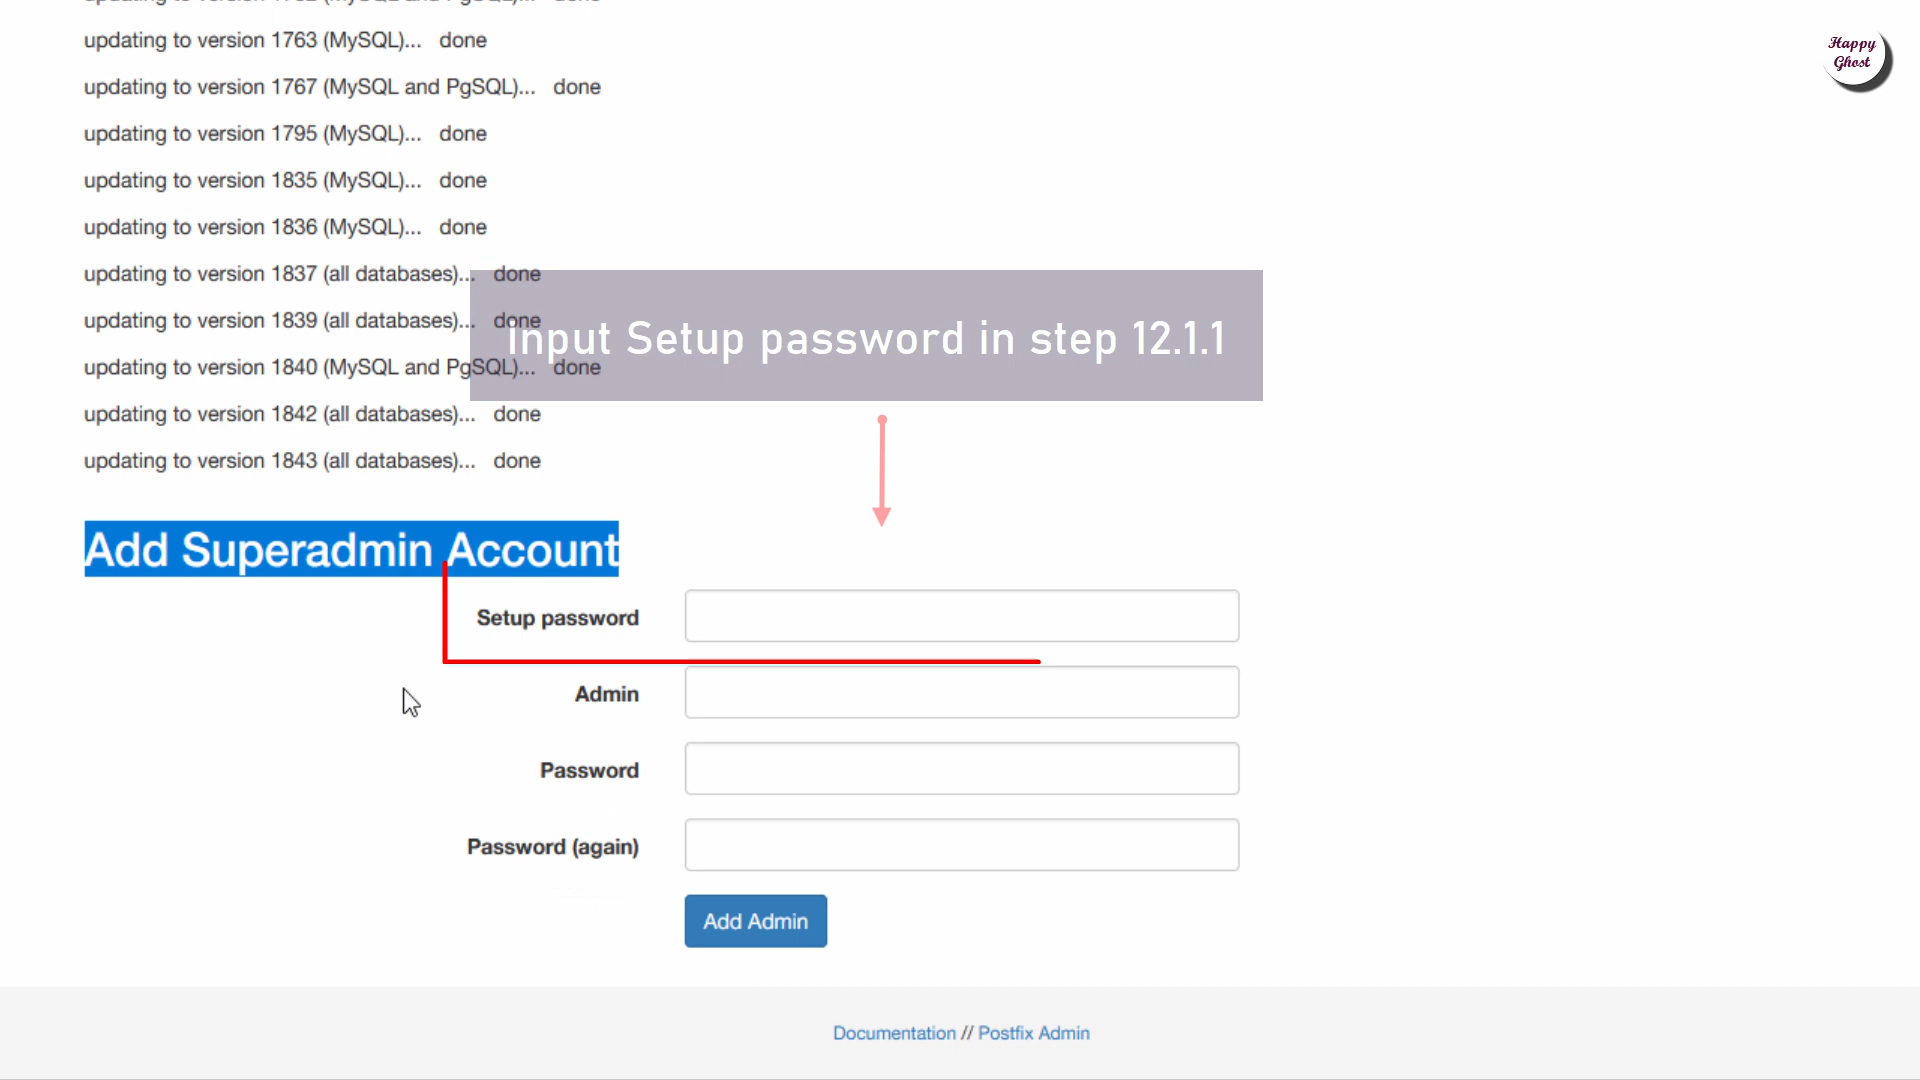 updating to version 1763 (MySQL)... done
updating to version 1767 (MySQL and PgSQL)... done
updating to version 1795 (MySQL)... done
updating to version 1835 (MySQL)... done
updating to version 1836 (MySQL)... done
updating to version 1837 (all databases)... done
updating to version 1839 (all databases)... done
updating to version 1840 (MySQL and PgSQL)... done
updating to version 1842 (all databases)... done
updating to version 1843 (all databases)... done
Input Setup password in step 12.1.1
Add Superadmin Account
Setup password
Admin
Password
Password (again)
Add Admin
Documentation // Postfix Admin
Happy
Ghost